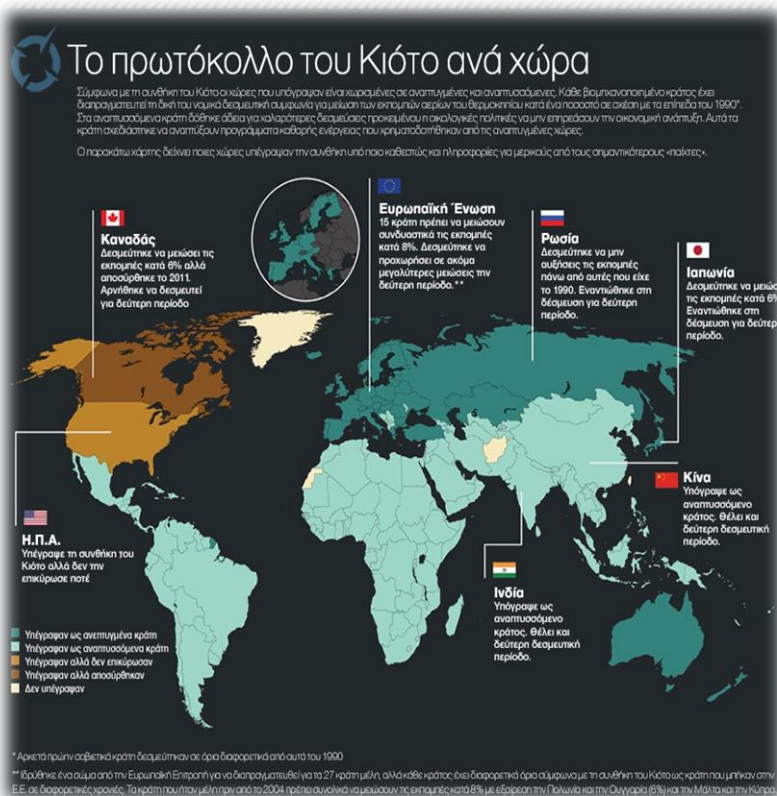 Το πρωτόκολλο του Κιότο ανά χώρα
Σύμφωνα με τη συνθήκη του Κιότο οι χώρες που υπόγραψαν είναι χωρισμένες σε αναπτυγμένες και αναπτυσσόμενες. Κάθε βιομηχανοποιημένο κράτος έχει
διαπραγματευτεί τη δική του νομικά δεσμευτική συμφωνία για μείωση των εκπομπών αερίων του θερμοκηπίου κατά ένα ποσοστό σε σχέση με τα επίπεδα του 1990*.
Στα αναπτυσσόμενα κράτη δόθηκε άδεια για χαλαρότερες δεσμεύσεις προκειμένου η οικολογικές πολιτικές να μην επηρεάσουν την οικονομική ανάπτυξη. Αυτά τα
κράτη σχεδιάστηκε να αναπτύξουν προγράμματα καθαρής ενέργειας που χρηματοδοτήθηκαν από τις αναπτυγμένες χώρες.
Ο παρακάτω χάρτης δείχνει ποιες χώρες υπέγραψαν την συνθήκη υπό ποιο καθεστώς και πληροφορίες για μερικούς από τους σημαντικότερους «παίκτες».
Καναδάς
Δεσμεύτηκε να μειώσει τις
εκπομπές κατά 6% αλλά
αποσύρθηκε το 2011.
Αρνήθηκε να δεσμευτεί
για δεύτερη περίοδο
Ευρωπαϊκή Ένωση
15 κράτη πρέπει να μειώσουν
συνδυαστικά τις εκπομπές
κατά 8%. Δεσμεύτηκε να
προχωρήσει σε ακόμα
μεγαλύτερες μειώσεις την
δεύτερη περίοδο.**
Ρωσία
Δεσμεύτηκε να μην
αυξήσεις τις εκπομπές
πάνω από αυτές που είχε
το 1990. Εναντιώθηκε στη
δέσμευση για δεύτερη
περίοδο.
Ιαπωνία
Δεσμεύτηκε να μειώσ
τις εκπομπές κατά 6%
Εναντιώθηκε στη
δέσμευση για δεύτερ
περίοδο.
Κίνα
Υπόγραψε ως
αναπτυσσόμενο
κράτος. Θέλει και
δεύτερη δεσμευτική
περίοδο.
Η.Π.Α.
Υπέγραψε τη συνθήκη του
Κιότο αλλά δεν την
επικύρωσε ποτέ
Ινδία
Υπόγραψε ως
αναπτυσσόμενο
κράτος. Θέλει και
δεύτερη δεσμευτική
περίοδο.
Υπέγραψαν ως ανεπτυγμένα κράτη
Υπέγραψαν ως αναπτυσσόμενα κράτη
Υπέγραψαν αλλά δεν επικύρωσαν
Υπέγραψαν αλλά αποσύρθηκαν
Δεν υπέγραψαν
* Αρκετά πρώην σοβιετικά κράτη δεσμεύτηκαν σε όρια διαφορετικά από αυτά του 1990
** Ιδρύθηκε ένα σώμα από την Ευρωπαϊκή Επιτροπή για να διαπραγματευθεί για τα 27 κράτη μέλη, αλλά κάθε κράτος έχει διαφορετικά όρια σύμφωνα με τη συνθήκη του Κιότο ως κράτη που μπήκαν στην
Ε.Ε. σε διαφορετικές χρονιές. Τα κράτη που ήταν μέλη πριν από το 2004 πρέπει συνολικά να μειώσουν τις εκπομπές κατά 8% με εξαίρεση την Πολωνία και την Ουγγαρία (6%) και την Μάλτα και την Κύπρο